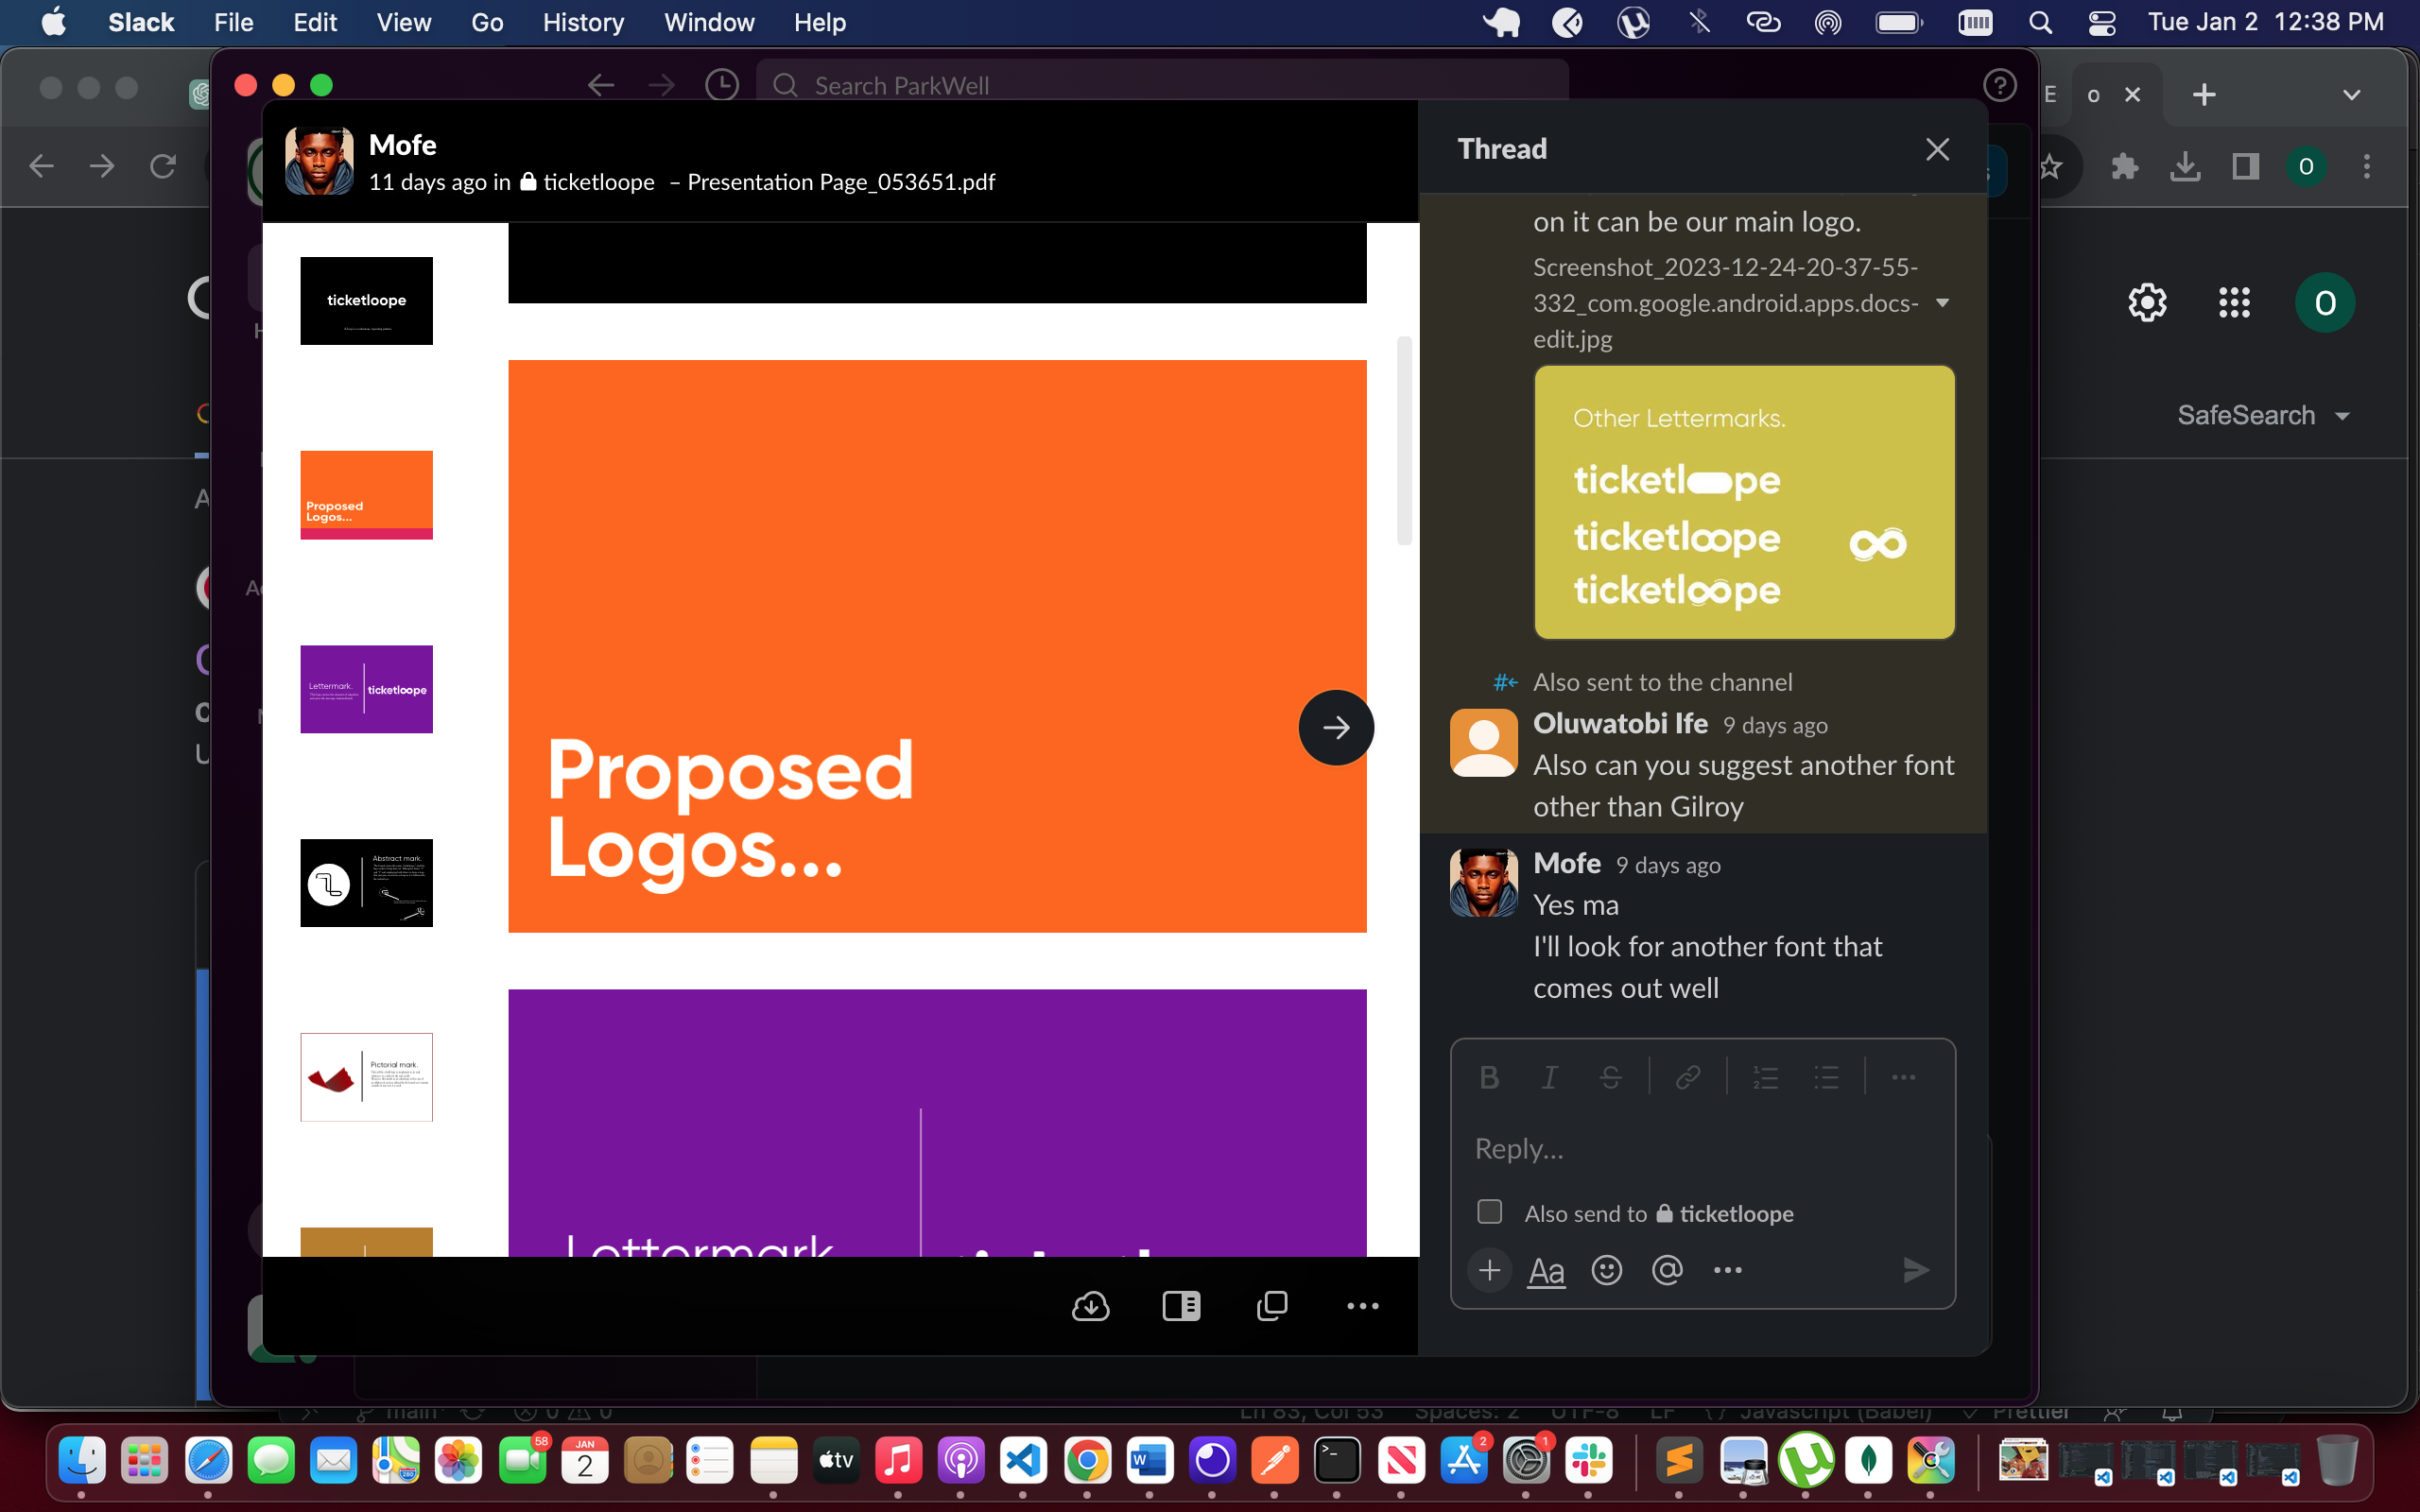 Slack File Edit View Go History Window Help
Tue Jan 2 12:38 PM
Search ParkWell
E
o
O
Mofe
11 days ago in ticketloope – Presentation Page_053651.pdf
ticketloope
Proposed
Logos...
Lettermark.
ticketloope
Abstract mark.
Pictorial mark.
Proposed
Logos...
Lettermark
Thread
on it can be our main logo.
Screenshot_2023-12-24-20-37-55-
332_com.google.android.apps.docs-
edit.jpg
Other Lettermarks.
ticketloope
ticketloope
ticketloope
Also sent to the channel
Oluwatobi Ife 9 days ago
Also can you suggest another font
other than Gilroy
Mofe 9 days ago
Yes ma
I'll look for another font that
comes out well
B I S
Reply...
Also send to ticketloope
Aa
O
SafeSearch
main 0 0
Ln 83, Col 53 Spaces: 2 UTF-8 LF {} Javascript (Babel) Prettier
58
JAN
2
tv
W
2
1